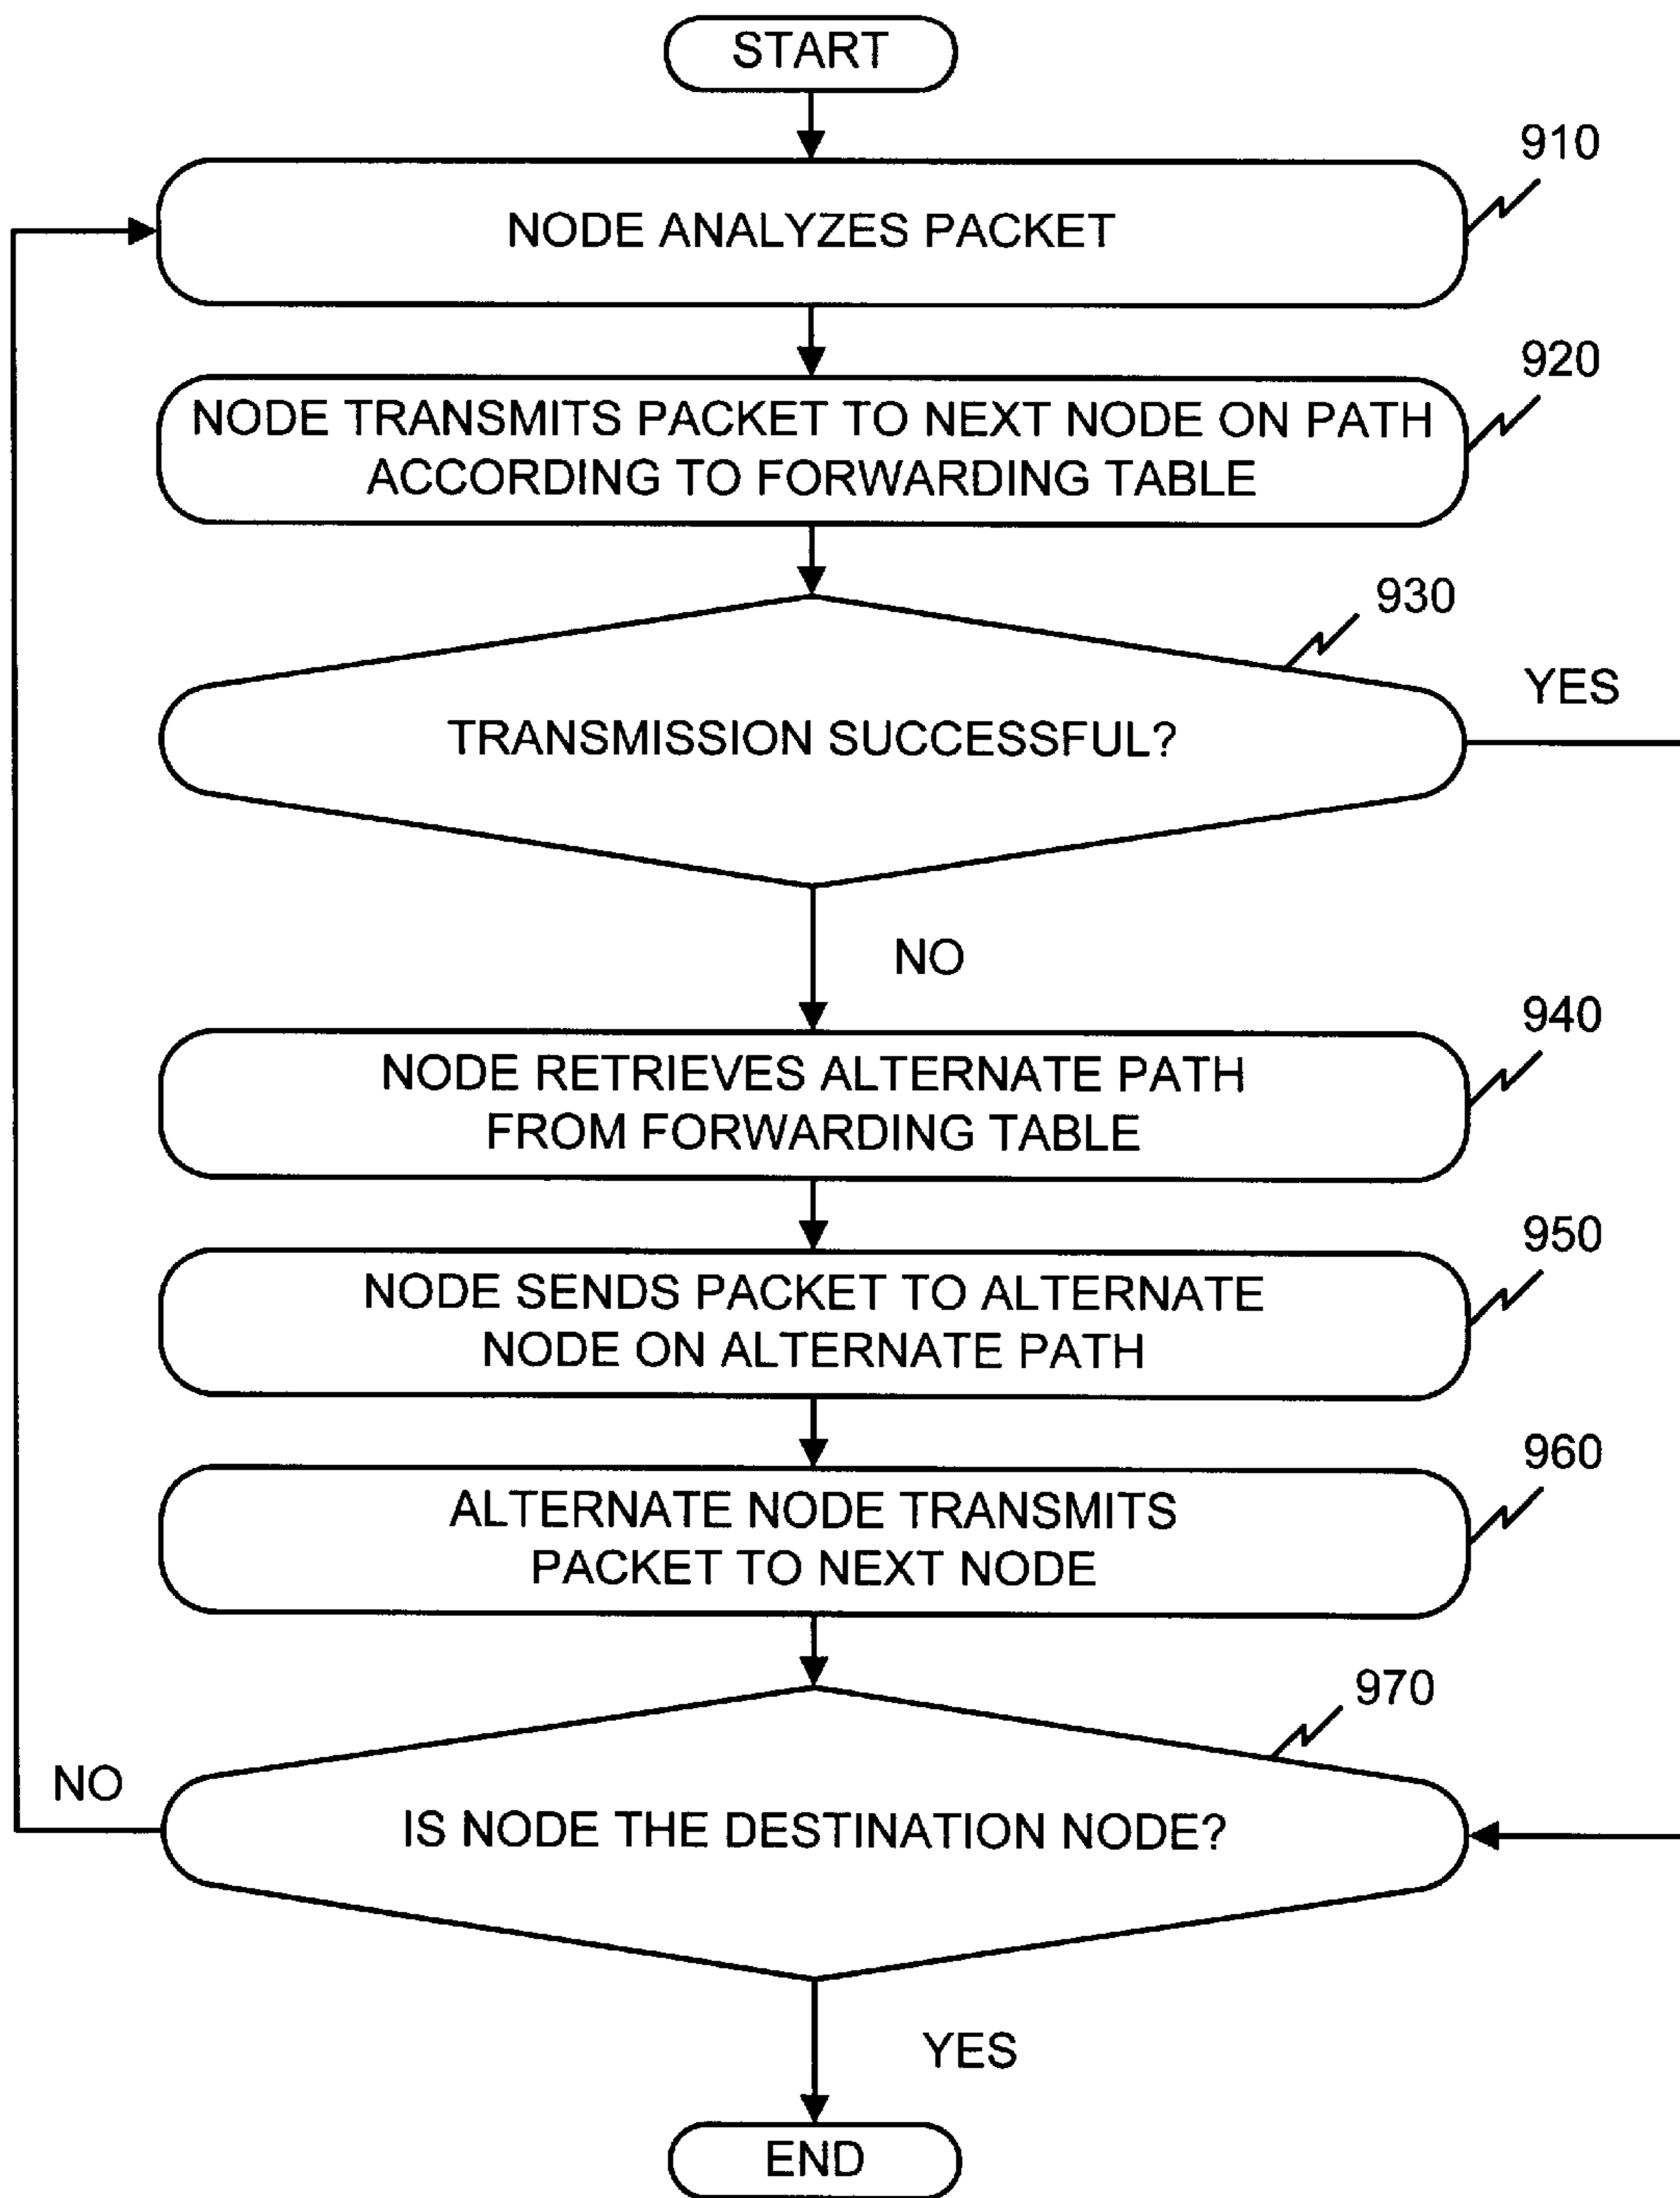 START
910
NODE ANALYZES PACKET
920
NODE TRANSMITS PACKET TO NEXT NODE ON PATH
ACCORDING TO FORWARDING TABLE
930
YES
TRANSMISSION SUCCESSFUL?
NO
940
NODE RETRIEVES ALTERNATE PATH
FROM FORWARDING TABLE
950
NODE SENDS PACKET TO ALTERNATE
NODE ON ALTERNATE PATH
960
ALTERNATE NODE TRANSMITS
PACKET TO NEXT NODE
970
NO
IS NODE THE DESTINATION NODE?
YES
END